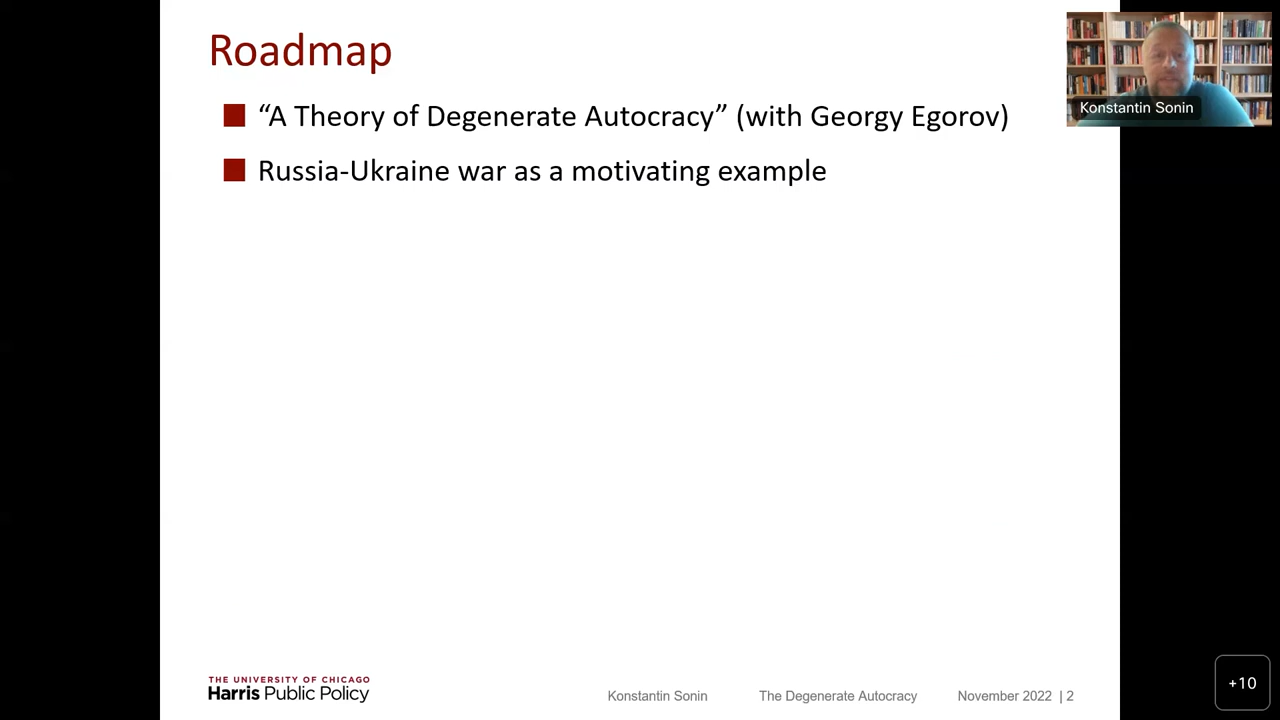 Roadmap
“A Theory of Degenerate Autocracy” (with Georgy Egorov)
Russia-Ukraine war as a motivating example
Konstantin Sonin
THE UNIVERSITY OF CHICAGO
Harris Public Policy
Konstantin Sonin The Degenerate Autocracy November 2022 | 2
+10